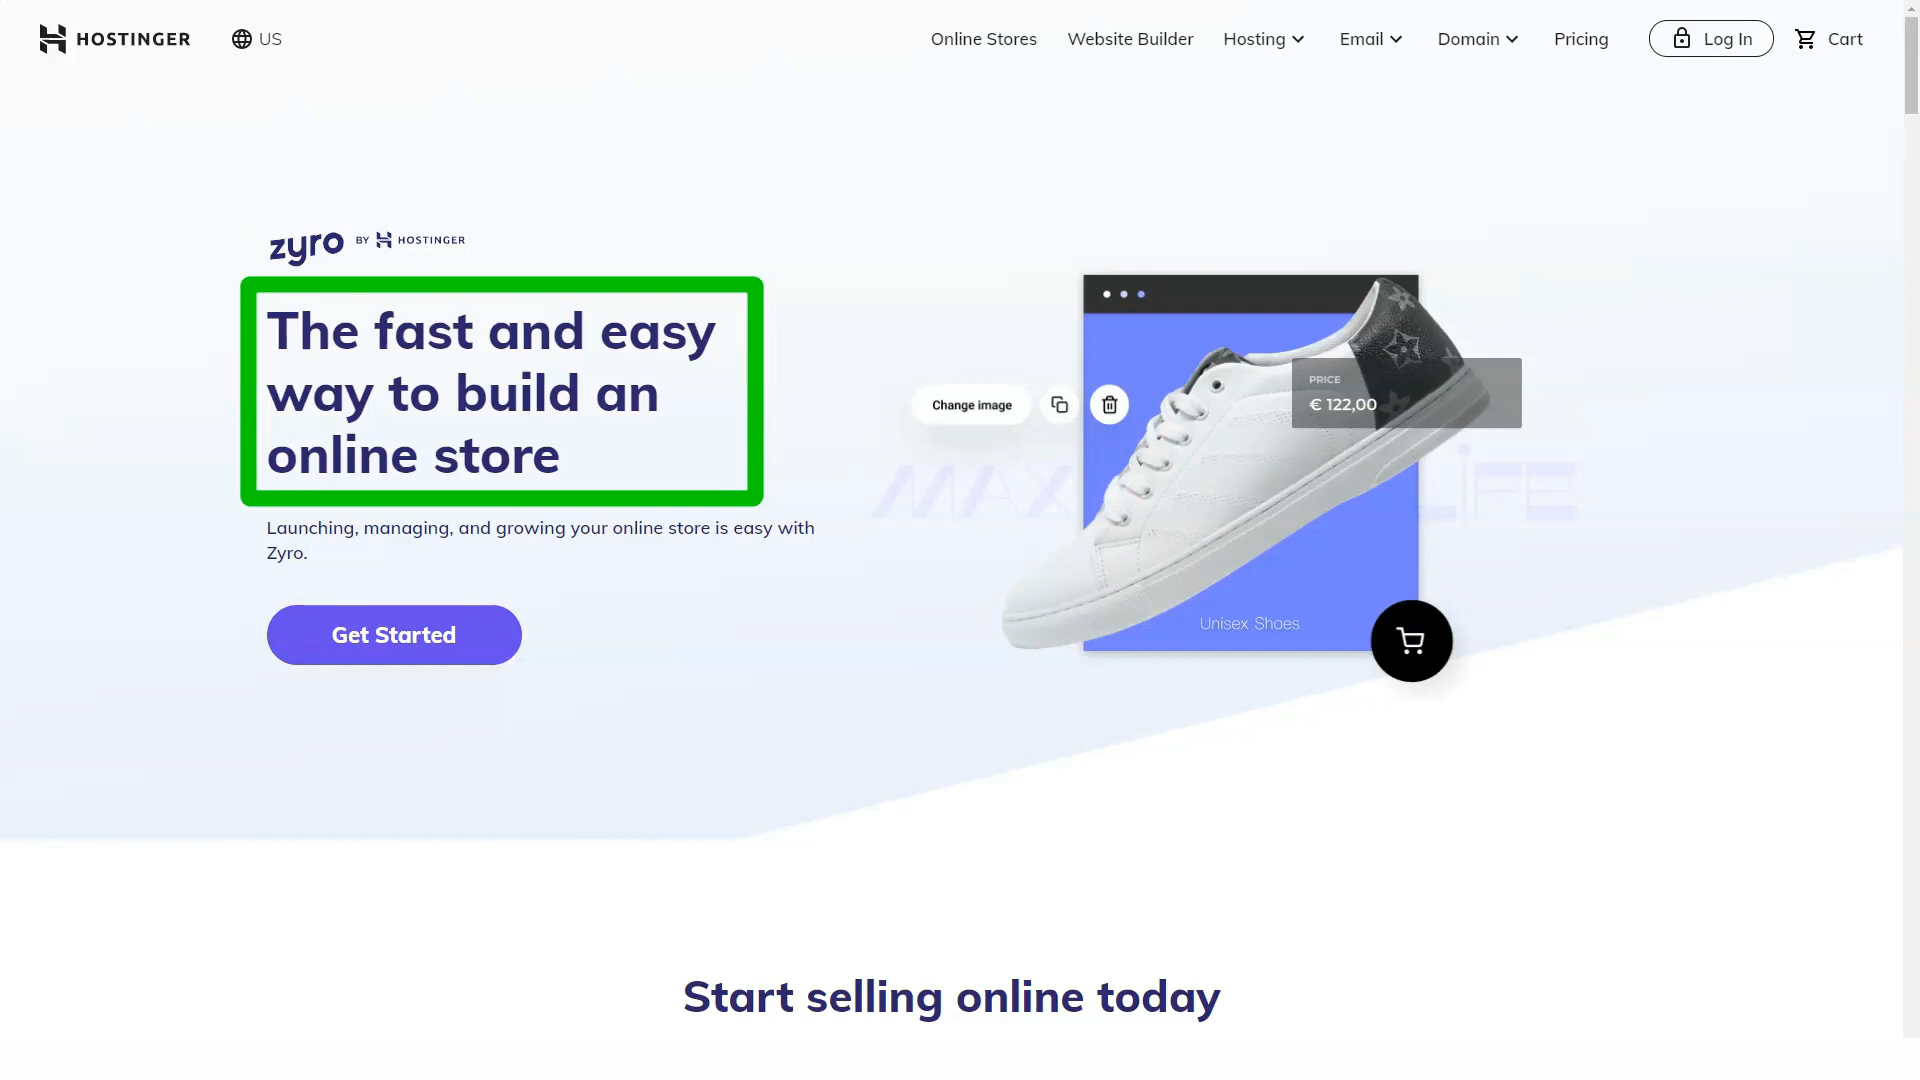 HOSTINGER
US
Online Stores
Website Builder
Hosting
Email
Domain
Pricing
Log In
Cart
zyro BY HOSTINGER
The fast and easy
way to build an
online store
Launching, managing, and growing your online store is easy with
Zyro.
Get Started
Change image
PRICE
€ 122,00
MAX
LiFE
Unisex Shoes
Start selling online today